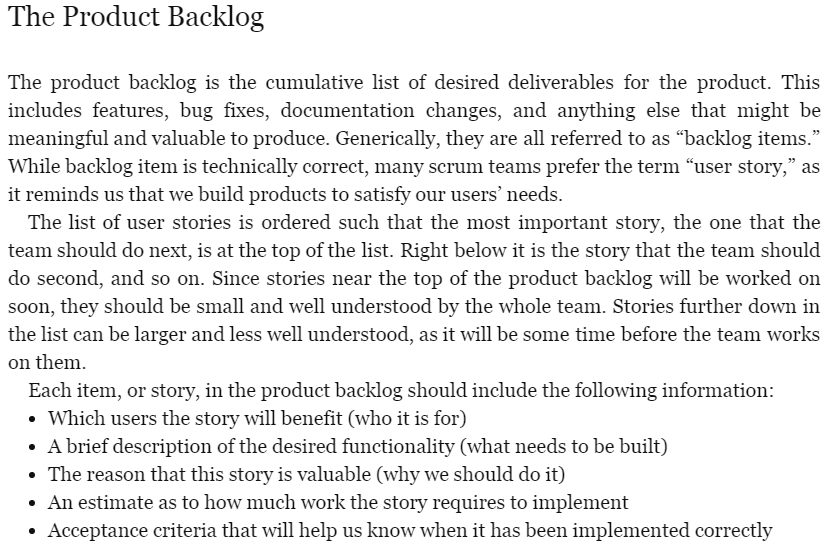 The Product Backlog
The product backlog is the cumulative list of desired deliverables for the product. This
includes features, bug fixes, documentation changes, and anything else that might be
meaningful and valuable to produce. Generically, they are all referred to as “backlog items.”
While backlog item is technically correct, many scrum teams prefer the term “user story,” as
it reminds us that we build products to satisfy our users’ needs.
The list of user stories is ordered such that the most important story, the one that the
team should do next, is at the top of the list. Right below it is the story that the team should
do second, and so on. Since stories near the top of the product backlog will be worked on
soon, they should be small and well understood by the whole team. Stories further down in
the list can be larger and less well understood, as it will be some time before the team works
on them.
Each item, or story, in the product backlog should include the following information:
• Which users the story will benefit (who it is for)
• A brief description of the desired functionality (what needs to be built)
• The reason that this story is valuable (why we should do it)
• An estimate as to how much work the story requires to implement
• Acceptance criteria that will help us know when it has been implemented correctly